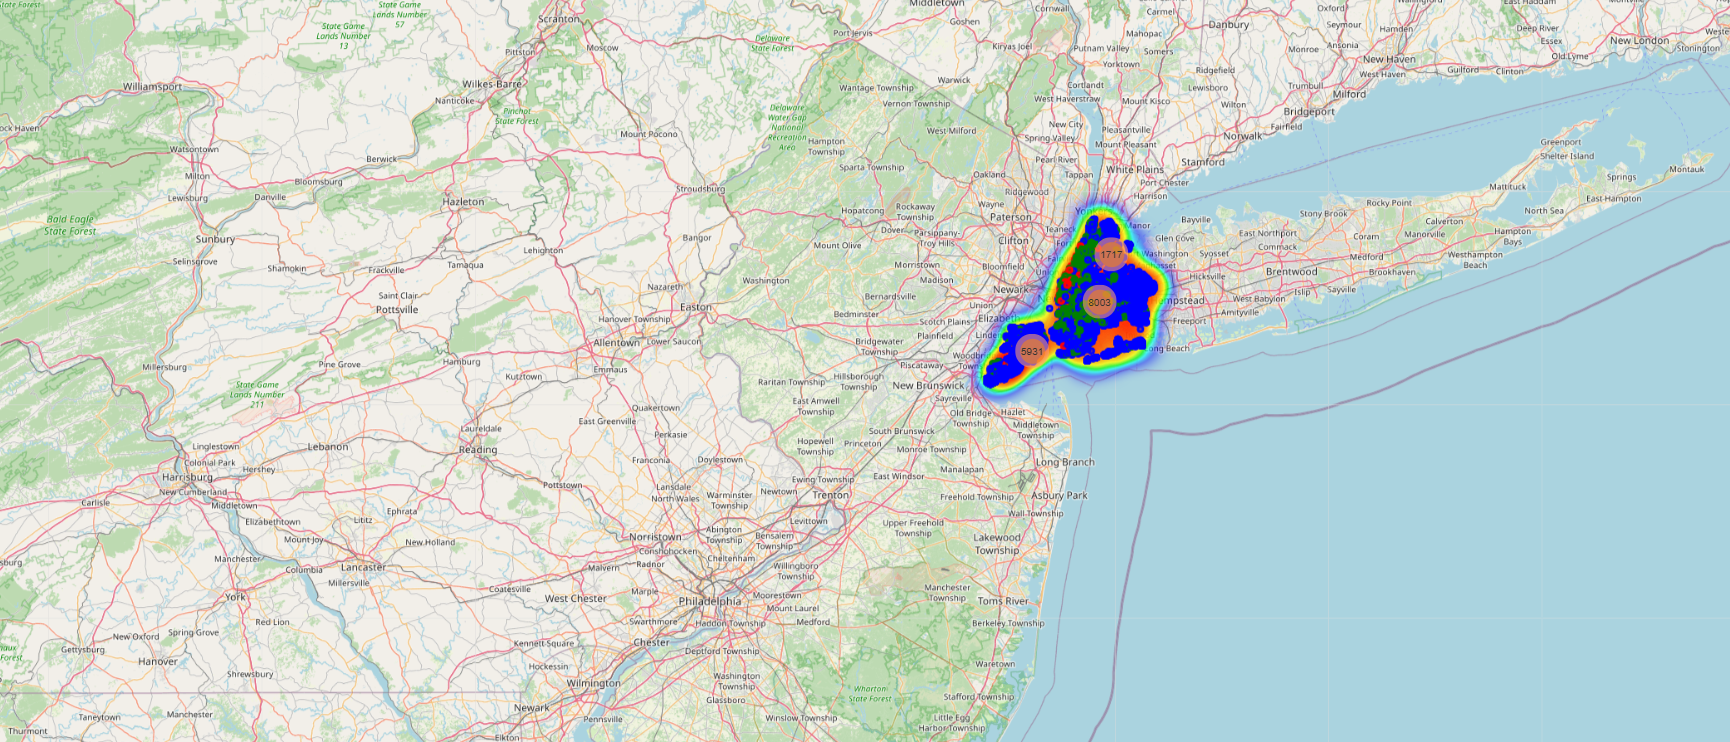 State Forest
State Game
Lands Number
57
State Game
Lands Number
13
Scranton
Moscow
Pittston
Wilkes-Barre
Nanticoke
Pinchot
State Forest
Williamsport
ock Haven
Watsontown
Milton
Lewisburg
Danville
Bloomsburg
Berwick
Hazleton
Mount Pocono
Stroudsburg
Bald Eagle
State Forest
Sunbury
Selinsgrove
Shamokin
Frackville
Tamaqua
Lehighton
Bangor
Saint Clair
Pottsville
Nazareth
Easton
Hanover Township
Allentown
Lower Saucon
Emmaus
Millersburg
Pine Grove
Hamburg
Kutztown
State Game
Lands Number
211
Quakertown
East Greenville
Perkasie
Laureldale
Reading
Linglestown
Colonial Park
Hershey
Lebanon
Harrisburg
New Cumberland
Middletown
Carlisle
Franconia
Doylestown
Pottstown
Lansdale
North Wales
Warminster
Township
Newtown
Ephrata
Lititz
Elizabethtown
Mount Joy
New Holland
Manchester
Columbia
Lancaster
Millersville
York
Red Lion
Norristown
Conshohocken
Abington
Township
Bensalem
Township
Cheltenham
Radnor
Malvern
Coatesville
West Chester
Marple
Philadelphia
Swarthmore
Haddon Township
Chester
Deptford Township
Kennett Square
Hockessin
Wilmington
Newark
Pennsville
Elkton
New Oxford
Spring Grove
Gettysburg
Hanover
Shrewsbury
Taneytown
Manchester
Thurmont
Middletown
Goshen
Cornwall
Carmel
Mahopac
Danbury
Port Jervis
Delaware
State Forest
Kiryas Joel
Putnam Valley
Somers
Yorktown
Warwick
Wantage Township
Vernon Township
Cortlandt
West Haverstraw
Mount Kisco
Delaware
Water Gap
National
Recreation
Area
New City
Spring Valley
Pleasantville
Mount Pleasant
West Milford
Hampton
Township
Sparta Township
Pearl River
Tappan
White Plains
Port Chester
Harrison
Oakland
Ridgewood
Wayne
Paterson
Clifton
Hopatcong
Rockaway
Township
Dover
Parsippany-
Troy Hills
Mount Olive
Morristown
Bloomfield
Madison
Newark
Washington
Bernardsville
Union
Bedminster
Scotch Plains
Elizabeth
Plainfield
Bridgewater
Township
Piscataway
New Brunswick
Sayreville
Raritan Township
Hillsborough
Township
East Amwell
Township
Old Bridge
Township
Hazlet
Middletown
Township
South Brunswick
Hopewell
Township
Princeton
Monroe Township
Manalapan
Long Branch
Ewing Township
Trenton
East Windsor
Freehold Township
Asbury Park
Wall Township
Levittown
Upper Freehold
Township
Lakewood
Township
Willingboro
Township
Moorestown
Mount Laurel
Medford
Manchester
Township
Toms River
Berkeley Township
Waretown
Washington
Township
Glassboro
Wharton
State Forest
Stafford Township
Winslow Township
Little Egg
Harbor Township
Oxford
Seymour
Monroe
Ansonia
Hamden
New Haven
West Haven
Ridgefield
Lewisboro
Trumbull
Milford
Bridgeport
Fairfield
Wilton
Norwalk
Stamford
East Haddam
Deep River
Essex
Old Lyme
Guilford
Clinton
New London
Stonington
Greenport
Shelter Island
Montauk
Springs
East Hampton
Mattituck
North Sea
Rocky Point
Stony Brook
Calverton
Manorville
Hampton
Bays
Westhampton
Beach
East Northport
Commack
Coram
Medford
Brookhaven
Brentwood
Islip
Sayville
Bayville
Glen Cove
Syosset
Hicksville
West Babylon
Amityville
Freeport
Manor
1717
8003
5931